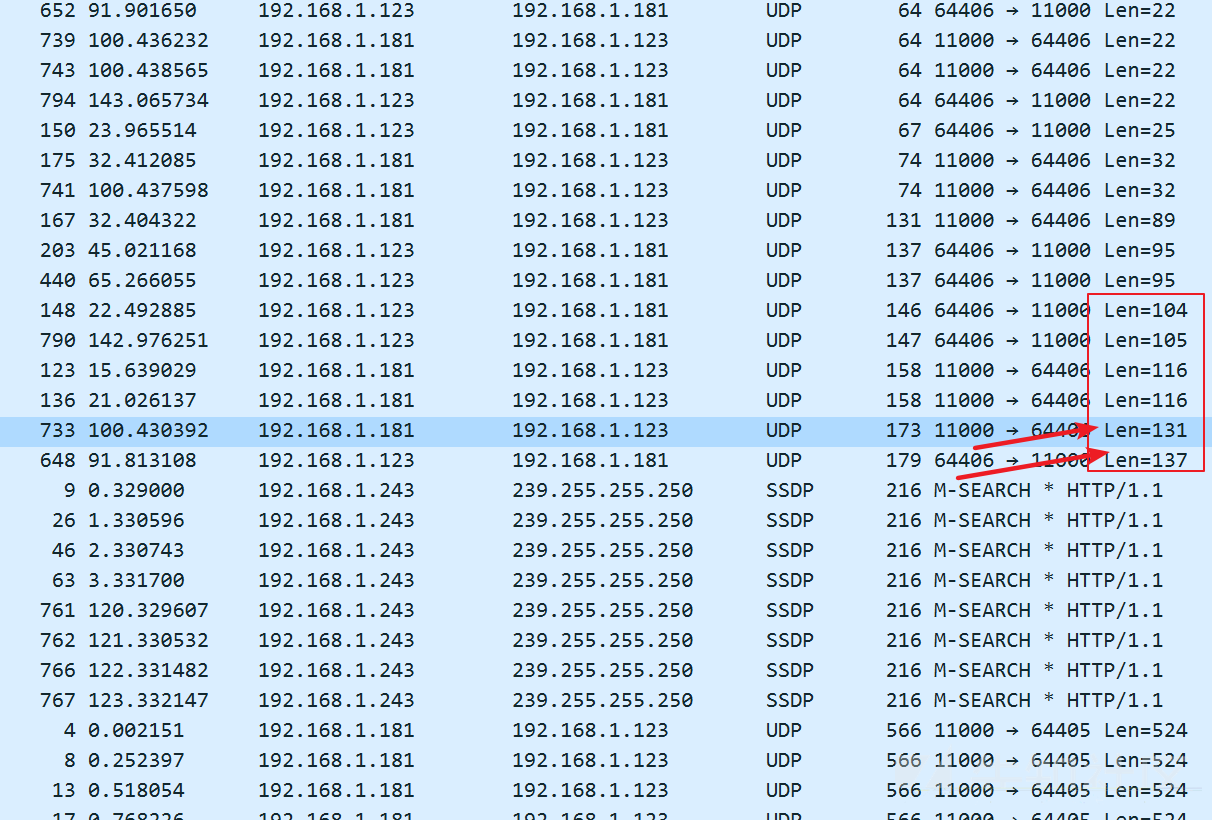 652 91.901650 192.168.1.123 192.168.1.181 UDP 64 64406 → 11000 Len=22
739 100.436232 192.168.1.181 192.168.1.123 UDP 64 11000 → 64406 Len=22
743 100.438565 192.168.1.181 192.168.1.123 UDP 64 11000 → 64406 Len=22
794 143.065734 192.168.1.123 192.168.1.181 UDP 64 64406 → 11000 Len=22
150 23.965514 192.168.1.123 192.168.1.181 UDP 67 64406 → 11000 Len=25
175 32.412085 192.168.1.181 192.168.1.123 UDP 74 11000 → 64406 Len=32
741 100.437598 192.168.1.181 192.168.1.123 UDP 74 11000 → 64406 Len=32
167 32.404322 192.168.1.181 192.168.1.123 UDP 131 11000 → 64406 Len=89
203 45.021168 192.168.1.123 192.168.1.181 UDP 137 64406 → 11000 Len=95
440 65.266055 192.168.1.123 192.168.1.181 UDP 137 64406 → 11000 Len=95
148 22.492885 192.168.1.123 192.168.1.181 UDP 146 64406 → 11000 Len=104
790 142.976251 192.168.1.123 192.168.1.181 UDP 147 64406 → 11000 Len=105
123 15.639029 192.168.1.181 192.168.1.123 UDP 158 11000 → 64406 Len=116
136 21.026137 192.168.1.181 192.168.1.123 UDP 158 11000 → 64406 Len=116
733 100.430392 192.168.1.181 192.168.1.123 UDP 173 11000 → 64406 Len=131
648 91.813108 192.168.1.123 192.168.1.181 UDP 179 64406 → 11000 Len=137
9 0.329000 192.168.1.243 239.255.255.250 SSDP 216 M-SEARCH * HTTP/1.1
26 1.330596 192.168.1.243 239.255.255.250 SSDP 216 M-SEARCH * HTTP/1.1
46 2.330743 192.168.1.243 239.255.255.250 SSDP 216 M-SEARCH * HTTP/1.1
63 3.331700 192.168.1.243 239.255.255.250 SSDP 216 M-SEARCH * HTTP/1.1
761 120.329607 192.168.1.243 239.255.255.250 SSDP 216 M-SEARCH * HTTP/1.1
762 121.330532 192.168.1.243 239.255.255.250 SSDP 216 M-SEARCH * HTTP/1.1
766 122.331482 192.168.1.243 239.255.255.250 SSDP 216 M-SEARCH * HTTP/1.1
767 123.332147 192.168.1.243 239.255.255.250 SSDP 216 M-SEARCH * HTTP/1.1
4 0.002151 192.168.1.181 192.168.1.123 UDP 566 11000 → 64405 Len=524
8 0.252397 192.168.1.181 192.168.1.123 UDP 566 11000 → 64405 Len=524
13 0.518054 192.168.1.181 192.168.1.123 UDP 566 11000 → 64405 Len=524
17 0.768226 192.168.1.181 192.168.1.123 UDP 566 11000 → 64405 Len=524